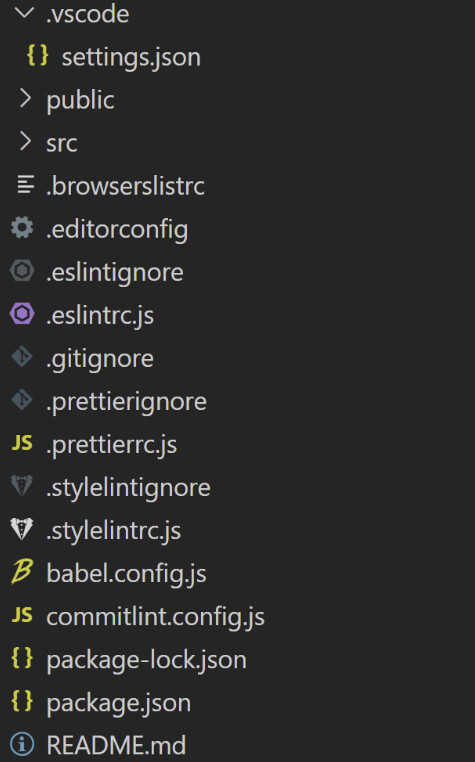 .vscode
{} settings.json
public
src
.browserslistrc
.editorconfig
.eslintignore
.eslintrc.js
.gitignore
.prettierignore
JS .prettierrc.js
.stylelintignore
.stylelintrc.js
B babel.config.js
JS commitlint.config.js
{} package-lock.json
{} package.json
README.md